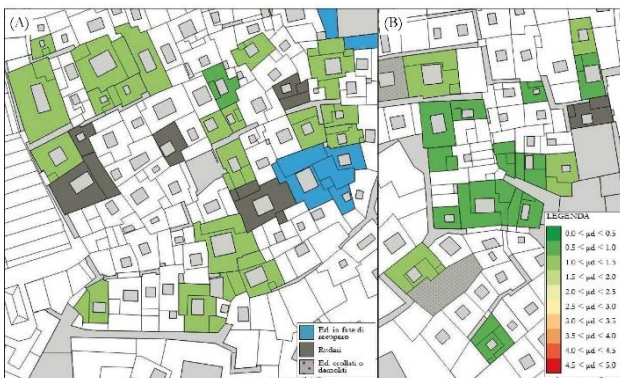 (A)
(B)
Ed. in fase di
recupero
Ruderi
Ed. crollati o
demoliti
LEGENDA
0.0 < μd < 0.5
0.5 < μd < 1.0
1.0 < μd < 1.5
1.5 < μd < 2.0
2.0 < μd < 2.5
2.5 < μd < 3.0
3.0 < μd < 3.5
3.5 < μd < 4.0
4.0 < μd < 4.5
4.5 < μd < 5.0